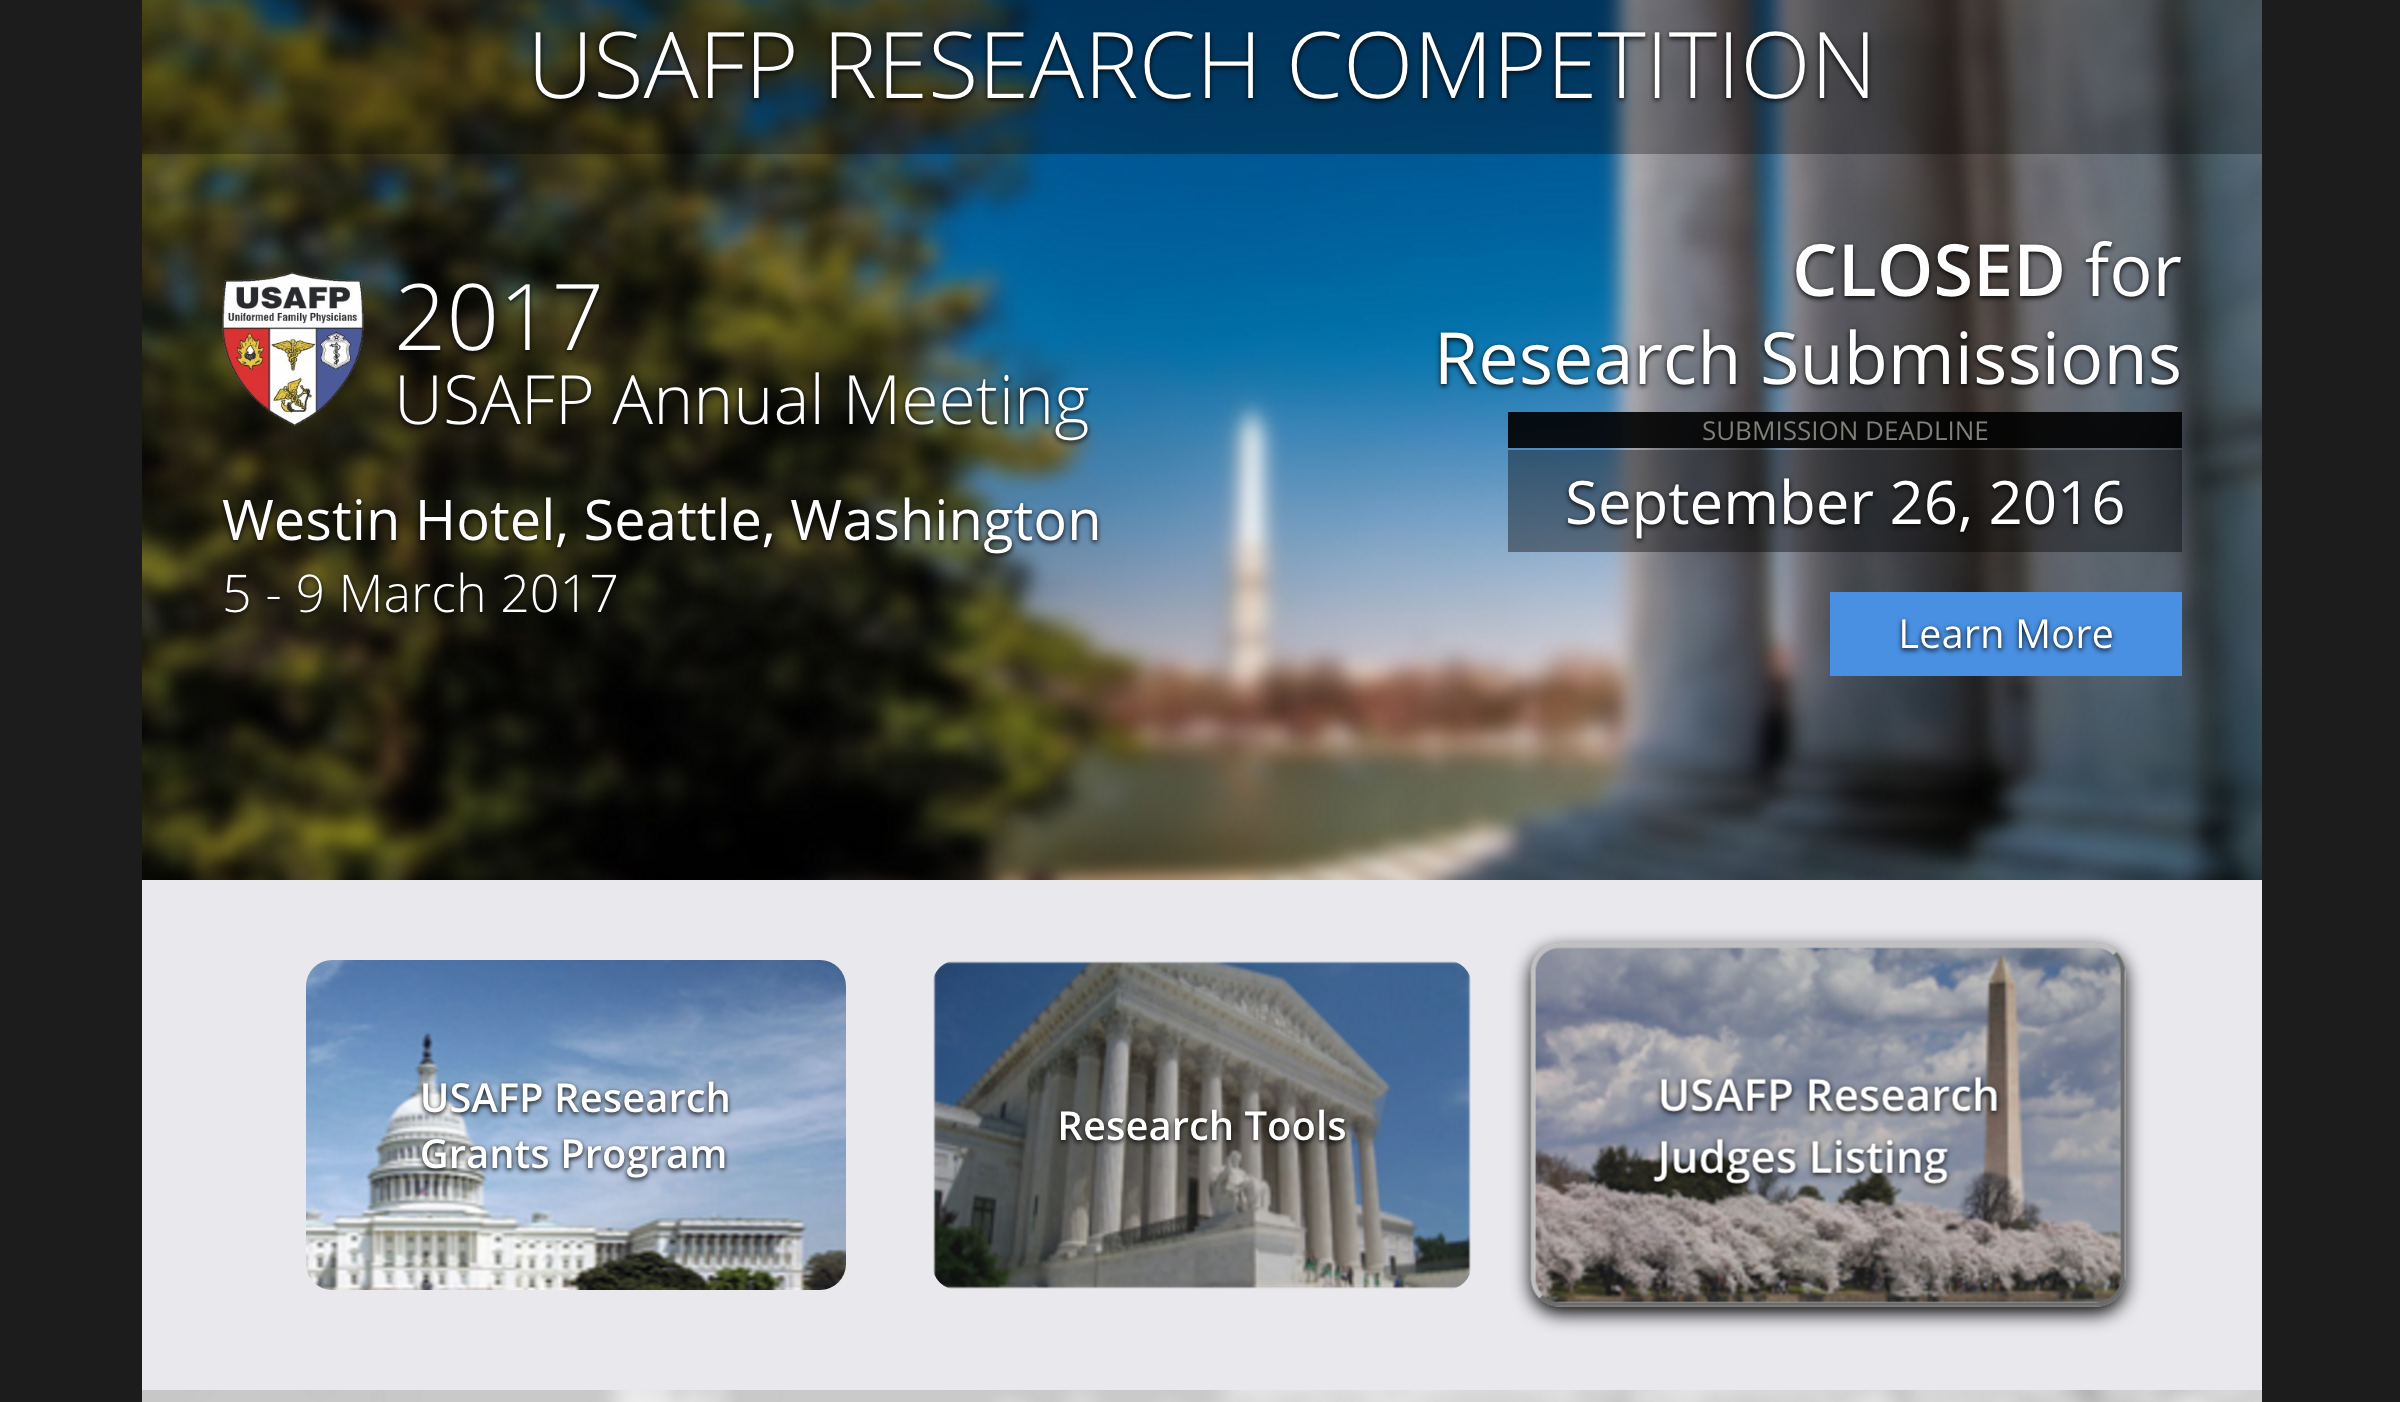 USAFP RESEARCH COMPETITION
USAFP
Uniformed Family Physicians
2017
USAFP Annual Meeting
Westin Hotel, Seattle, Washington
5 - 9 March 2017
CLOSED for
Research Submissions
SUBMISSION DEADLINE
September 26, 2016
Learn More
USAFP Research
Grants Program
Research Tools
USAFP Research
Judges Listing